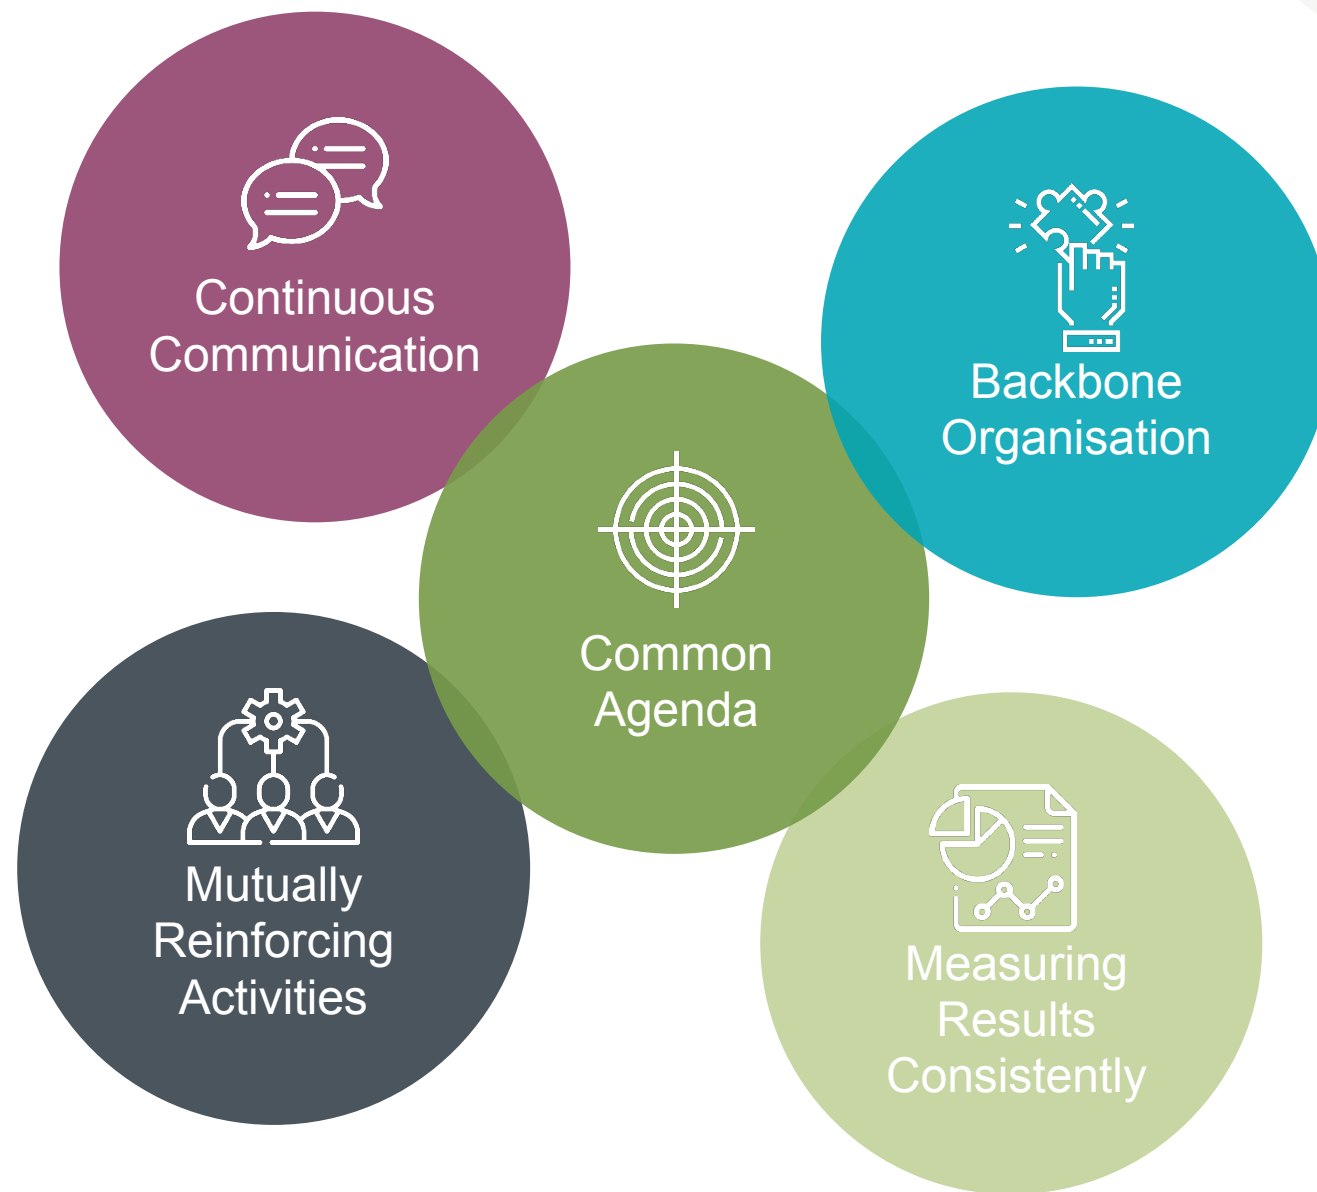 Continuous
Communication
Backbone
Organisation
Common
Agenda
Mutually
Reinforcing
Activities
Measuring
Results
Consistently